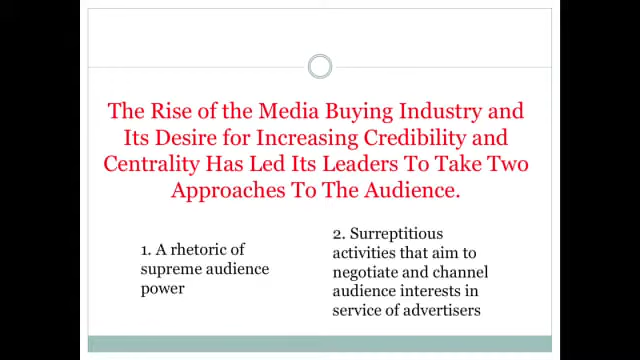 The Rise of the Media Buying Industry and
Its Desire for Increasing Credibility and
Centrality Has Led Its Leaders To Take Two
Approaches To The Audience.
1. A rhetoric of
supreme audience
power
2. Surreptitious
activities that aim to
negotiate and channel
audience interests in
service of advertisers